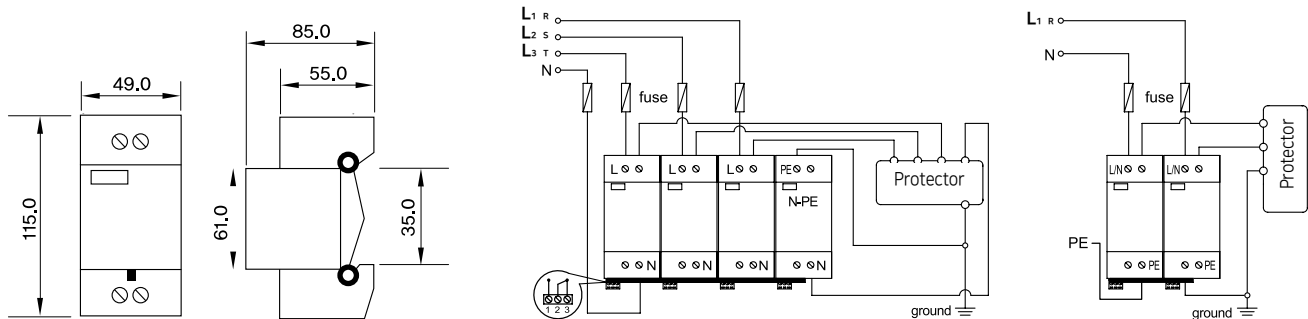 49.0
115.0
85.0
55.0
61.0
35.0
L1 R
L2 S
L3 T
N
fuse
L
L
L
PE
N-PE
N
N
N
N
1 2 3
Protector
ground
L1 R
N
fuse
L/N
L/N
PE
PE
PE
Protector
ground